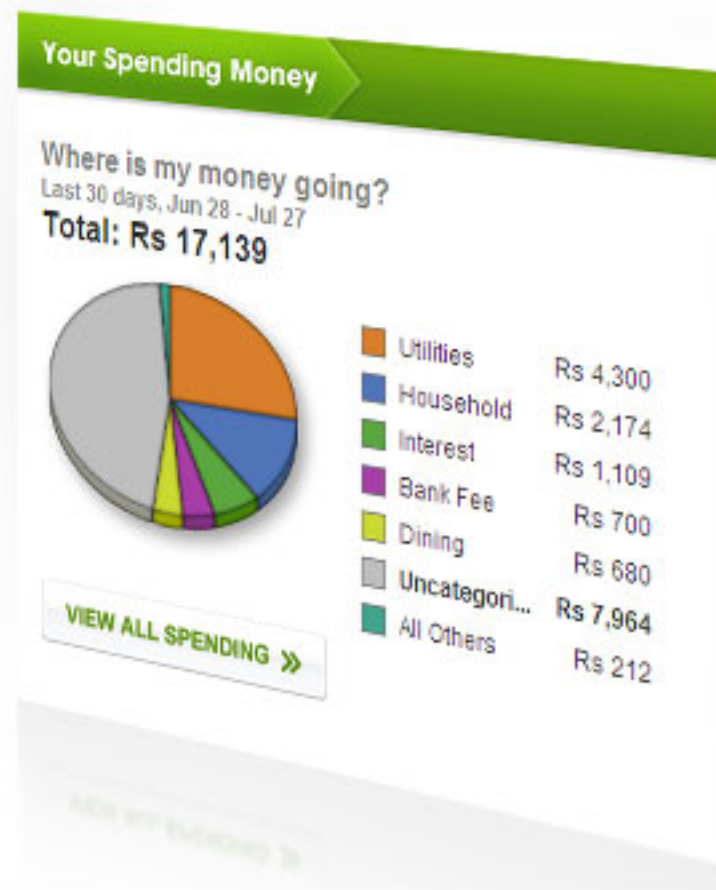 Your Spending Money
Where is my money going?
Last 30 days, Jun 28 - Jul 27
Total: Rs 17,139
Utilities Rs 4,300
Household Rs 2,174
Interest Rs 1,109
Bank Fee Rs 700
Dining Rs 680
Uncategori... Rs 7,964
All Others Rs 212
VIEW ALL SPENDING »